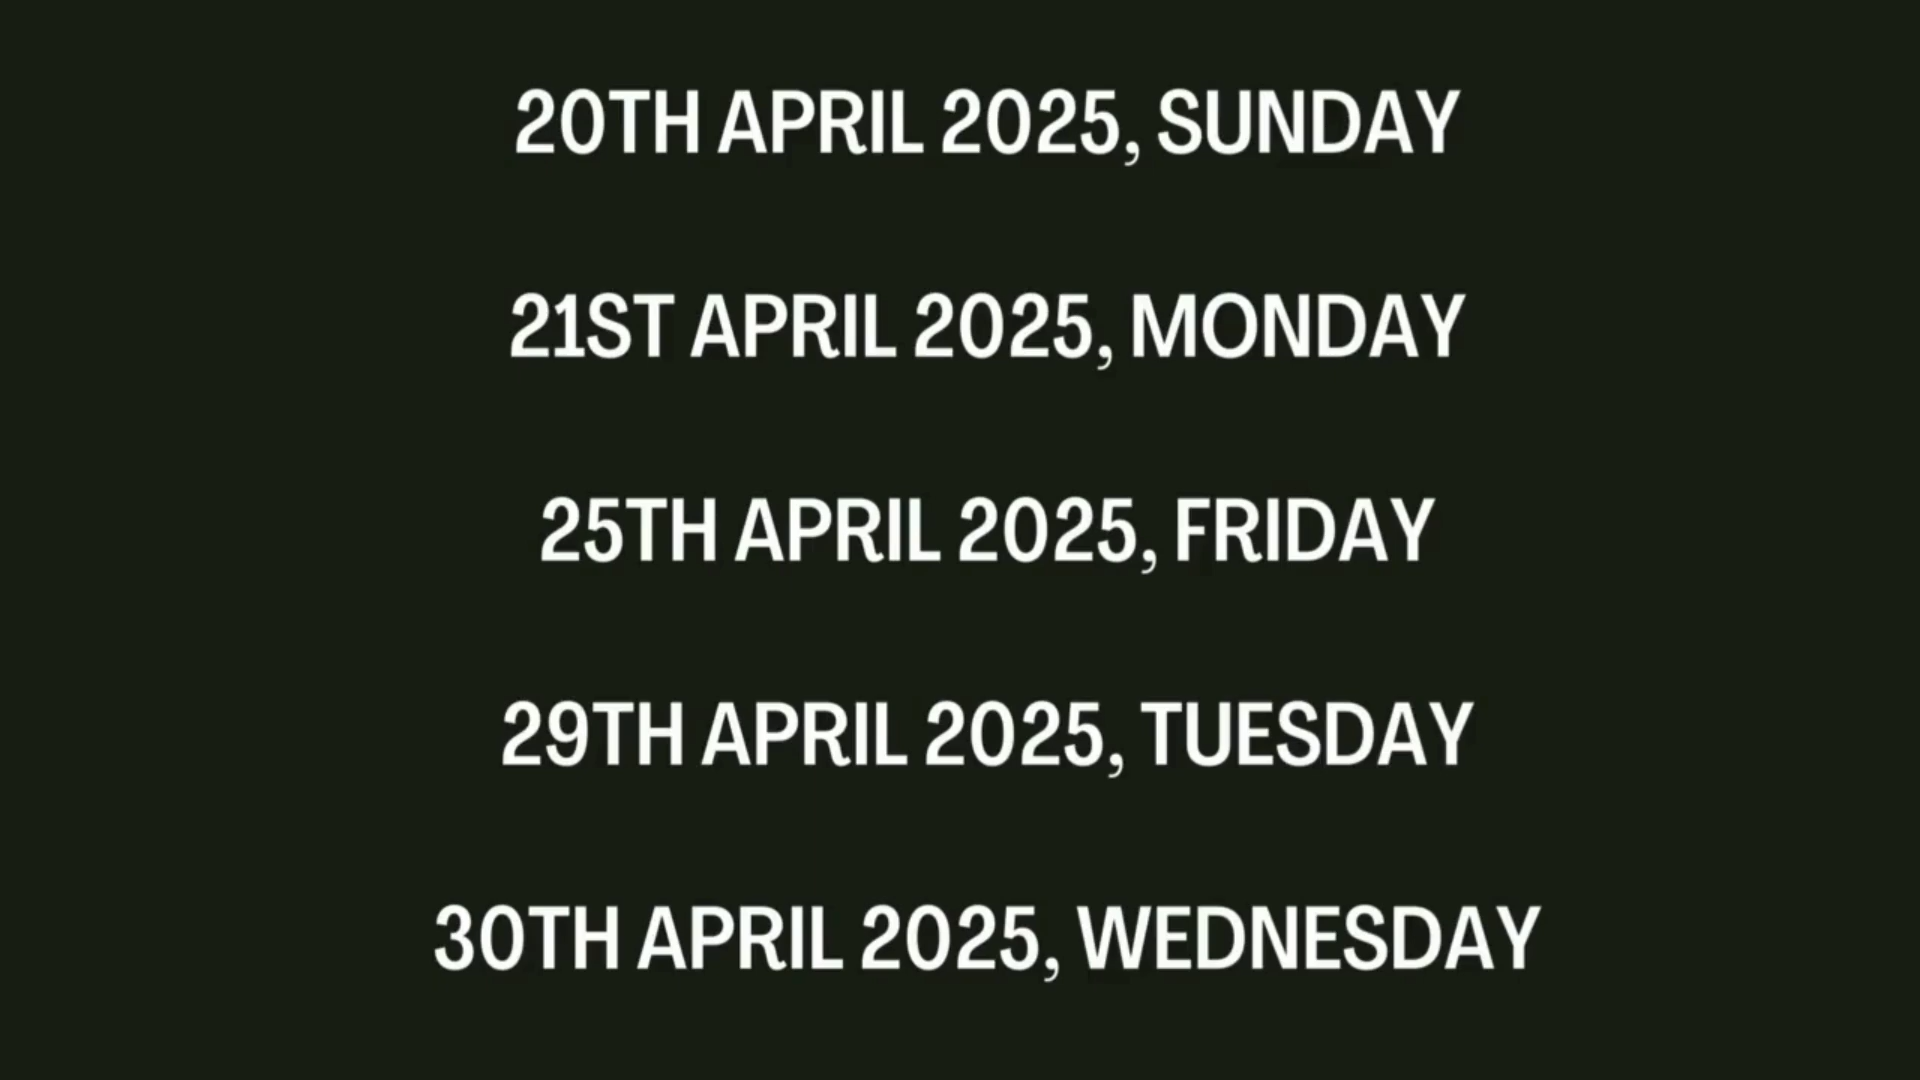 20TH APRIL 2025, SUNDAY
21ST APRIL 2025, MONDAY
25TH APRIL 2025, FRIDAY
29TH APRIL 2025, TUESDAY
30TH APRIL 2025, WEDNESDAY